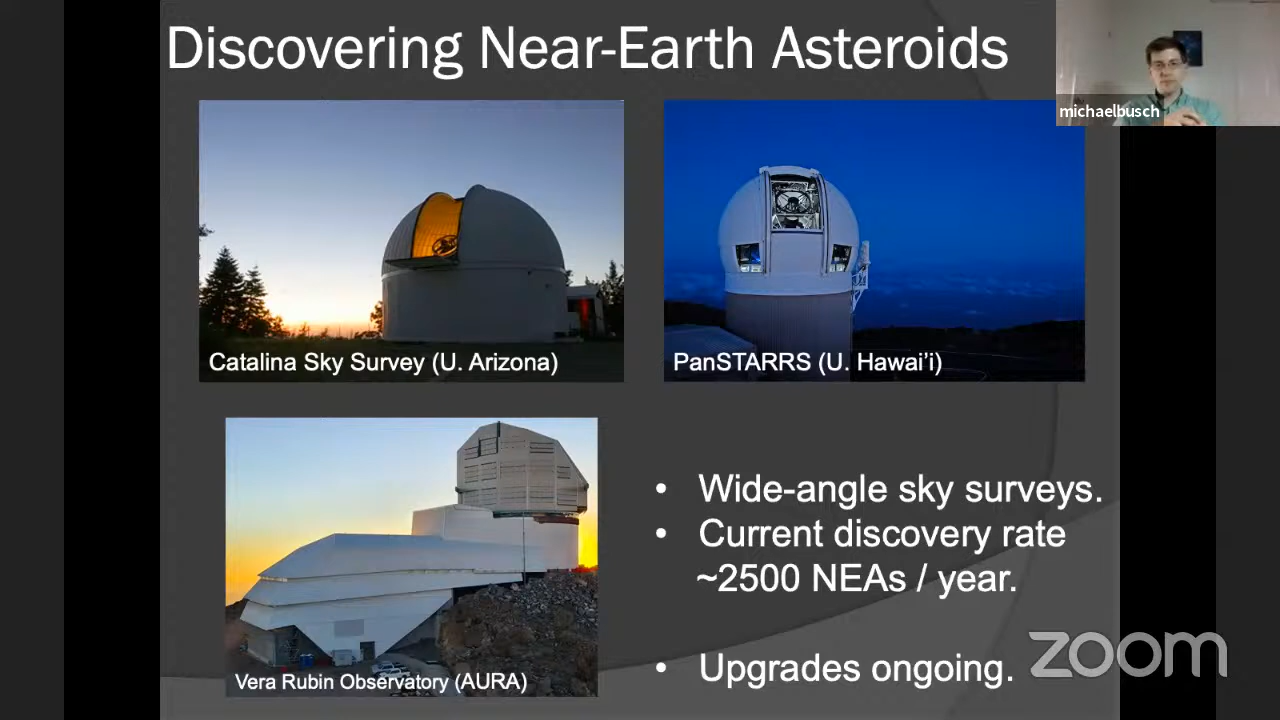 Discovering Near-Earth Asteroids
michaelbusch
Catalina Sky Survey (U. Arizona)
PanSTARRS (U. Hawai’i)
Vera Rubin Observatory (AURA)
• Wide-angle sky surveys.
• Current discovery rate
~2500 NEAs / year.
• Upgrades ongoing.
zoom